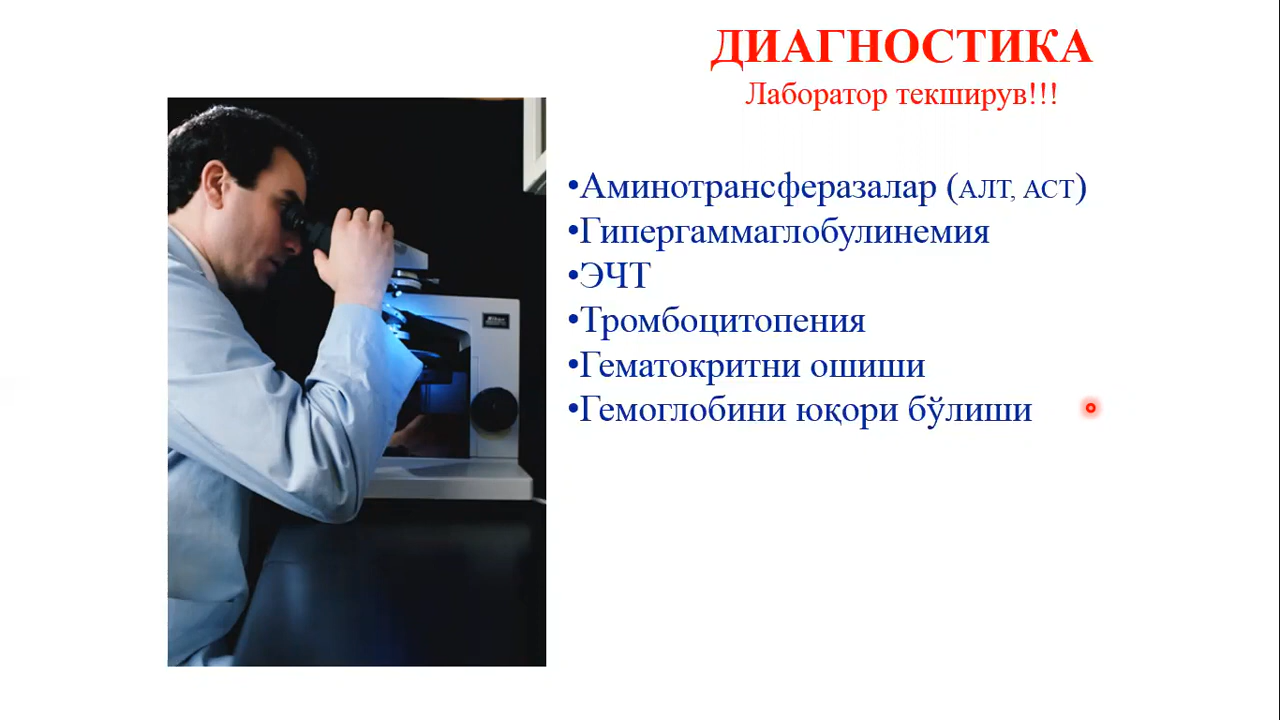 ДИАГНОСТИКА
Лаборатор текширув!!!
•Аминотрансферазалар (АЛТ, АСТ)
•Гипергаммаглобулинемия
•ЭЧТ
•Тромбоцитопения
•Гематокритни ошиши
•Гемоглобини юқори бўлиши